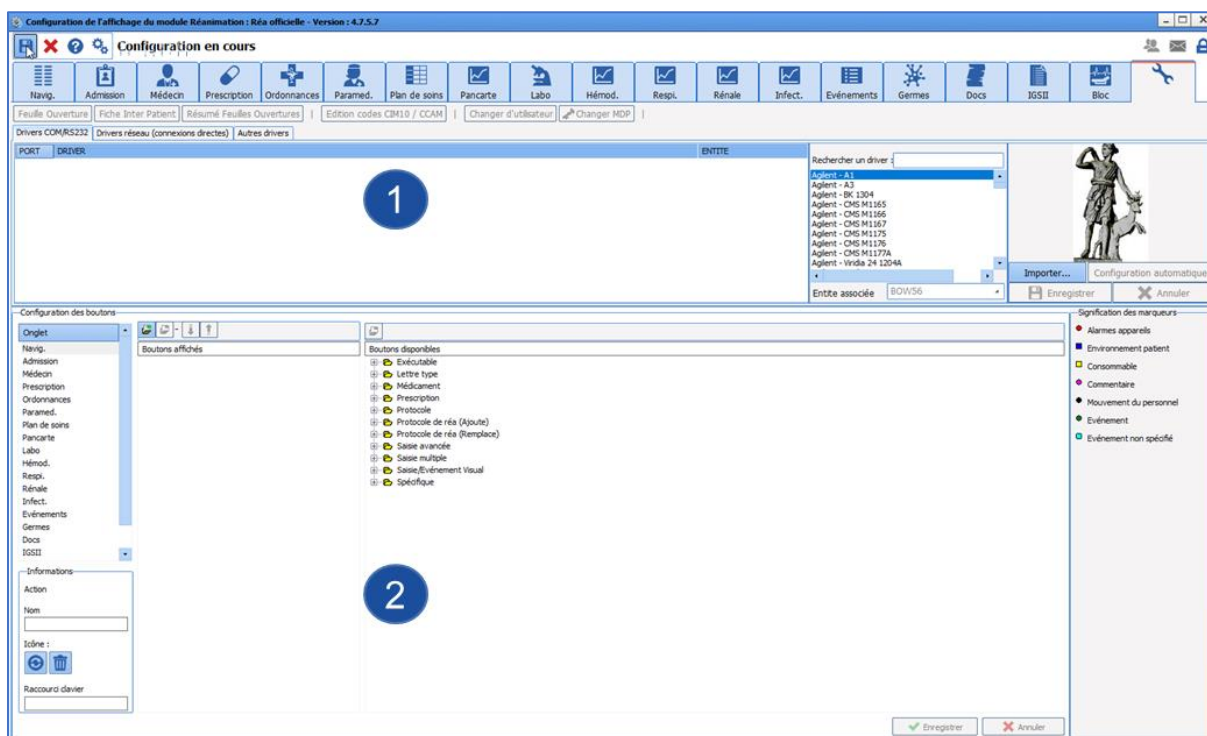 Configuration de l'affichage du module Réanimation : Réa officielle - Version : 4.7.5.7
Configuration en cours
Navig. Admission Médecin Prescription Ordonnances Paramed. Plan de soins Pancarte Labo Hémod. Respi. Rénale Infect. Evénements Germes Docs IGSII Bloc
Feuille Ouverture Fiche Inter Patient Résumé Feuilles Ouvertures | Edition codes CIM10 / CCAM | Changer d'utilisateur Changer MDP |
Drivers COM/RS232 Drivers réseau (connexions directes) Autres drivers
PORT DRIVER ENTITE
Rechercher un driver :
Agilent - A1
Agilent - A3
Agilent - BK 1304
Agilent - CMS M1165
Agilent - CMS M1166
Agilent - CMS M1167
Agilent - CMS M1175
Agilent - CMS M1176
Agilent - CMS M1177A
Agilent - Viridia 24 1204A
Entite associée BOW56
Importer... Configuration automatique
Enregistrer Annuler
1
Configuration des boutons
Onglet
Navig.
Admission
Médecin
Prescription
Ordonnances
Paramed.
Plan de soins
Pancarte
Labo
Hémod.
Respi.
Rénale
Infect.
Evénements
Germes
Docs
IGSII
Informations
Action
Nom
Icône :
Raccourci clavier
Boutons affichés
Boutons disponibles
Exécutable
Lettre type
Médicament
Prescription
Protocole
Protocole de réa (Ajoute)
Protocole de réa (Remplace)
Saisie avancée
Saisie multiple
Saisie/Evénement Visual
Spécifique
2
Enregistrer Annuler
Signification des marqueurs
Alarmes appareils
Environnement patient
Consommable
Commentaire
Mouvement du personnel
Evénement
Evénement non spécifié